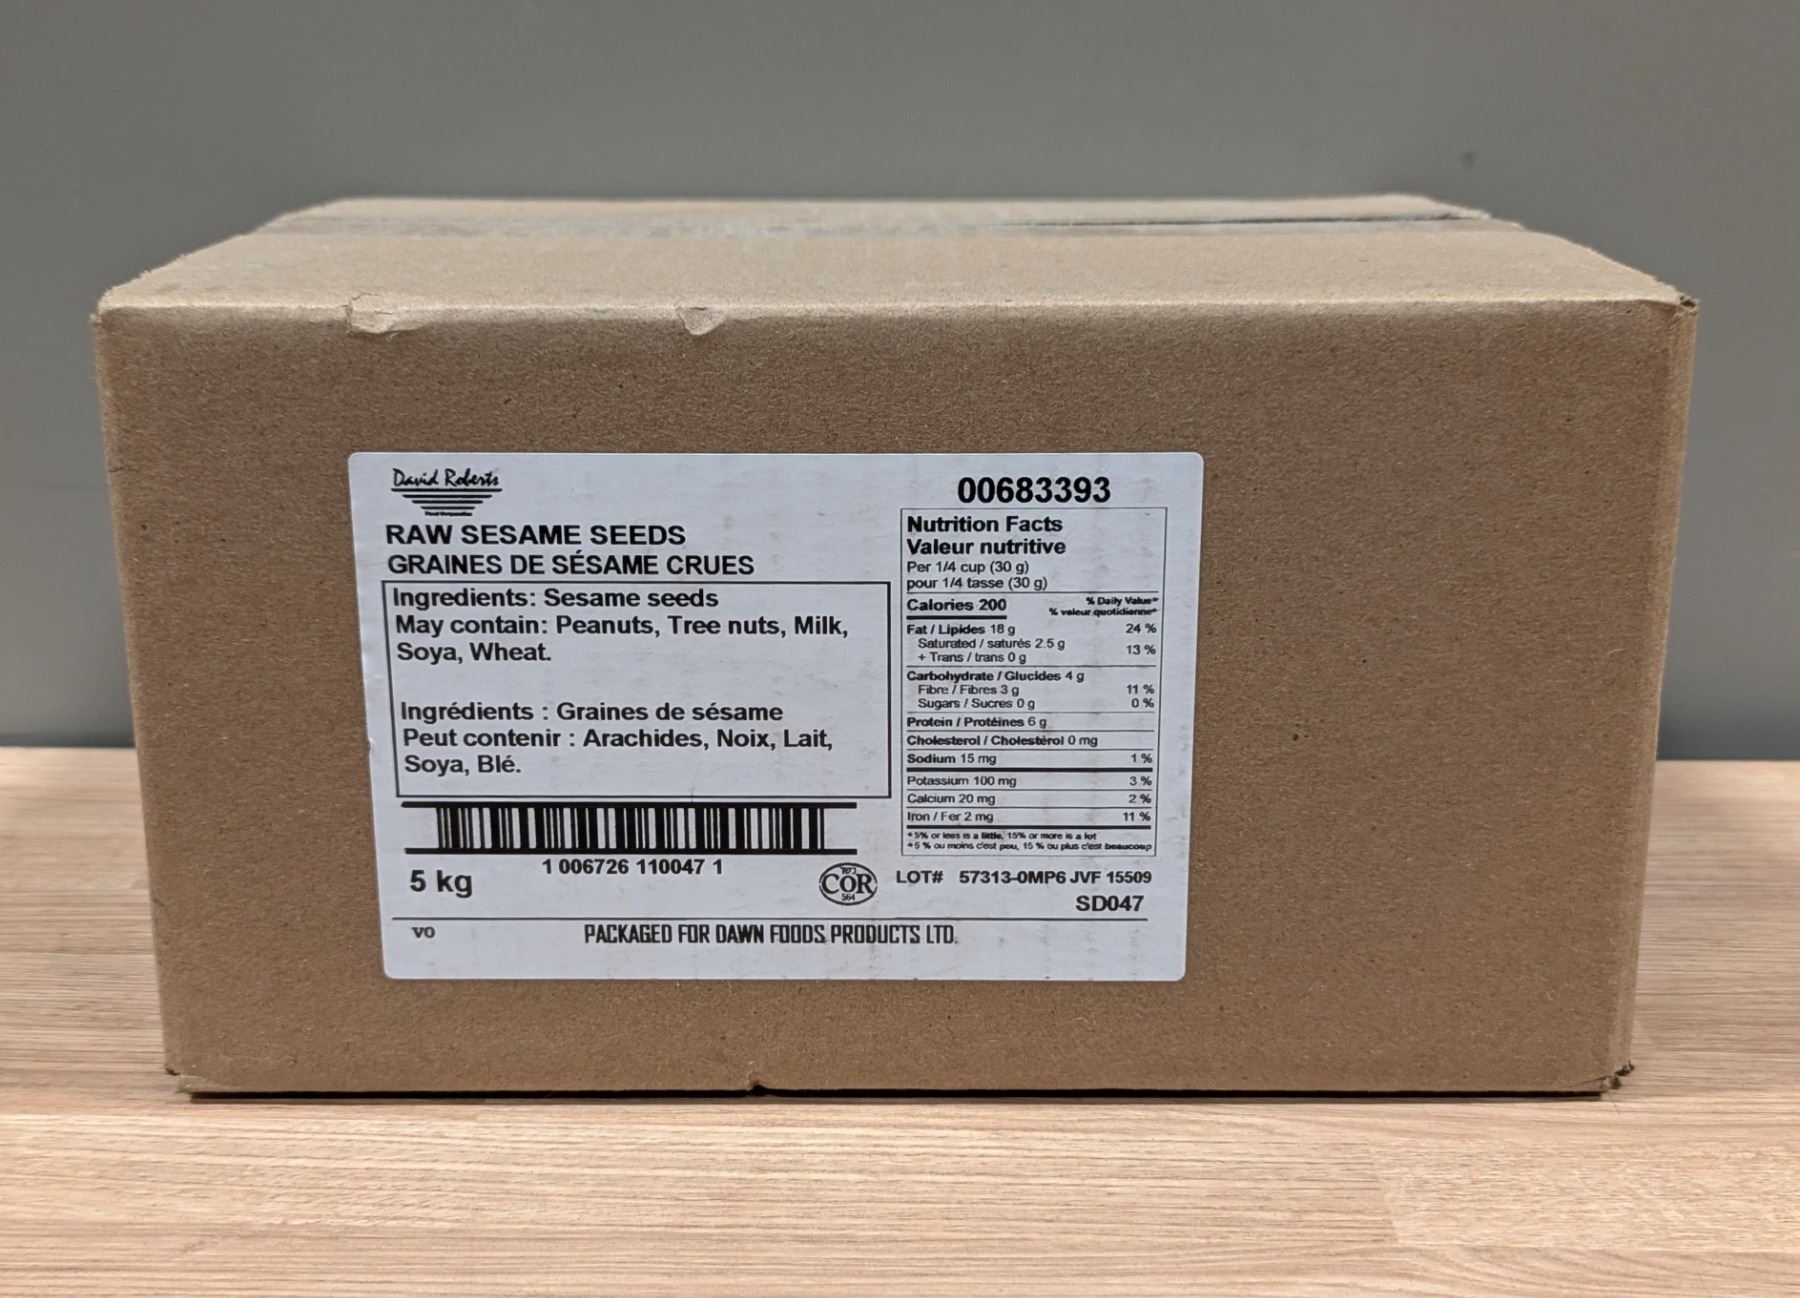 David Roberts
RAW SESAME SEEDS
GRAINES DE SÉSAME CRUES
Ingredients: Sesame seeds
May contain: Peanuts, Tree nuts, Milk,
Soya, Wheat.
Ingrédients : Graines de sésame
Peut contenir : Arachides, Noix, Lait,
Soya, Blé.
1 006726 110047 1
5 kg
COR
564
00683393
Nutrition Facts
Valeur nutritive
Per 1/4 cup (30 g)
pour 1/4 tasse (30 g)
Calories 200
% Daily Value*
% valeur quotidienne*
Fat / Lipides 18 g 24 %
Saturated / saturés 2.5 g
+ Trans / trans 0 g 13 %
Carbohydrate / Glucides 4 g
Fibre / Fibres 3 g 11 %
Sugars / Sucres 0 g 0 %
Protein / Protéines 6 g
Cholesterol / Cholestérol 0 mg
Sodium 15 mg 1 %
Potassium 100 mg 3 %
Calcium 20 mg 2 %
Iron / Fer 2 mg 11 %
*5% or less is a little, 15% or more is a lot
*5 % ou moins c'est peu, 15 % ou plus c'est beaucoup
LOT# 57313-0MP6 JVF 15509
SD047
VO
PACKAGED FOR DAWN FOODS PRODUCTS LTD.